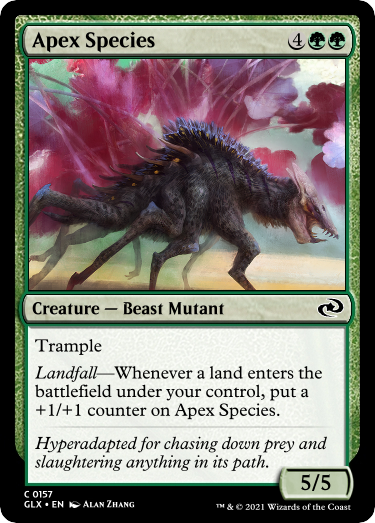 Apex Species 4
Creature — Beast Mutant
Trample
Landfall—Whenever a land enters the
battlefield under your control, put a
+1/+1 counter on Apex Species.
Hyperadapted for chasing down prey and
slaughtering anything in its path.
5/5
C 0157
GLX • EN Alan Zhang
™ & © 2021 Wizards of the Coast